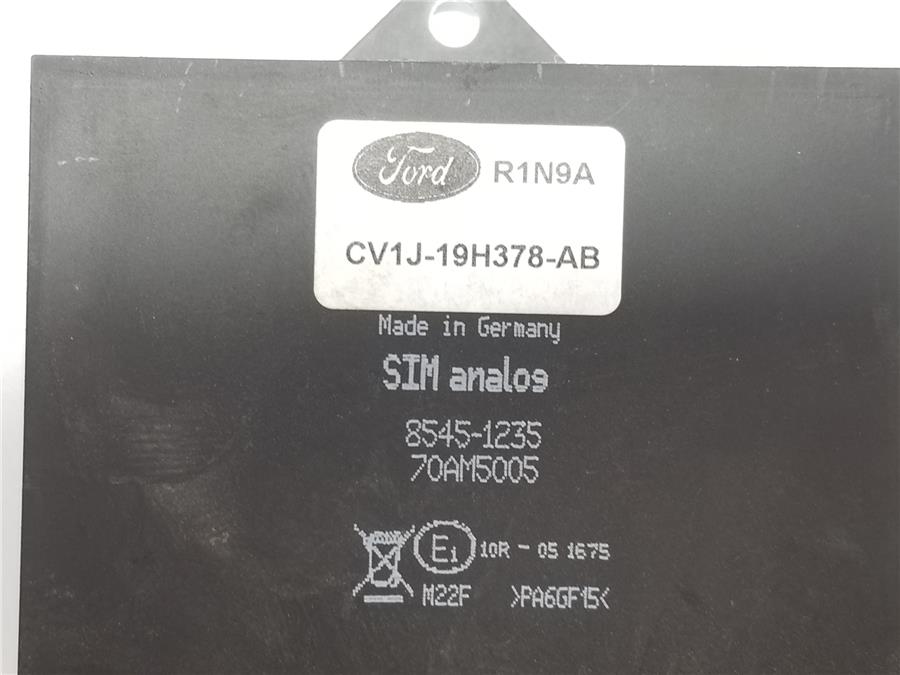 Ford R1N9A
CV1J-19H378-AB
Made in Germany
SIM analog
8545-1235
70AM5005
E1 10R - 05 1675
M22F >PA6GF15<